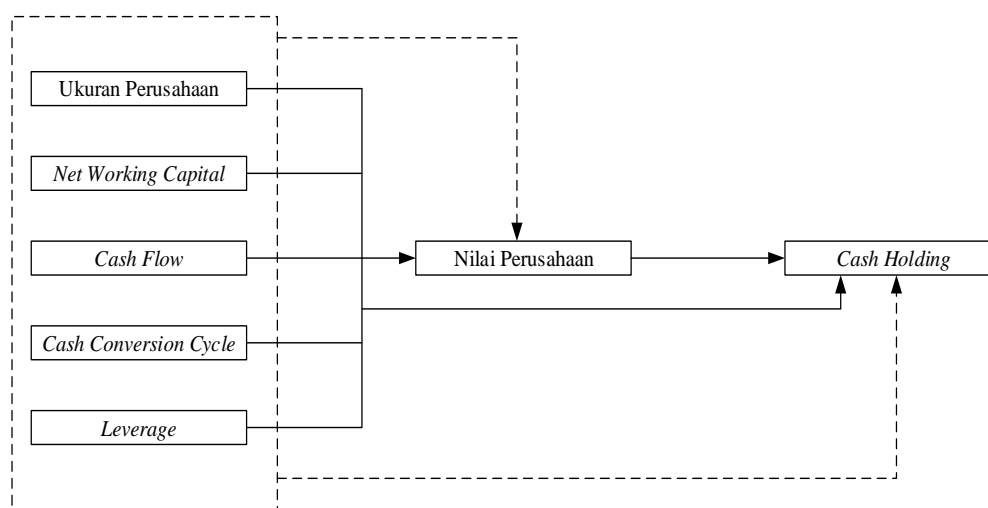 Ukuran Perusahaan
Net Working Capital
Cash Flow
Nilai Perusahaan
Cash Holding
Cash Conversion Cycle
Leverage